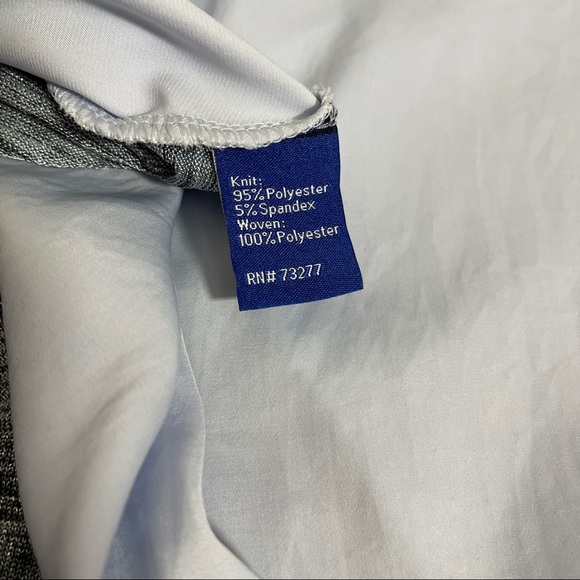 Knit:
95%Polyester
5%Spandex
Woven:
100%Polyester
RN# 73277